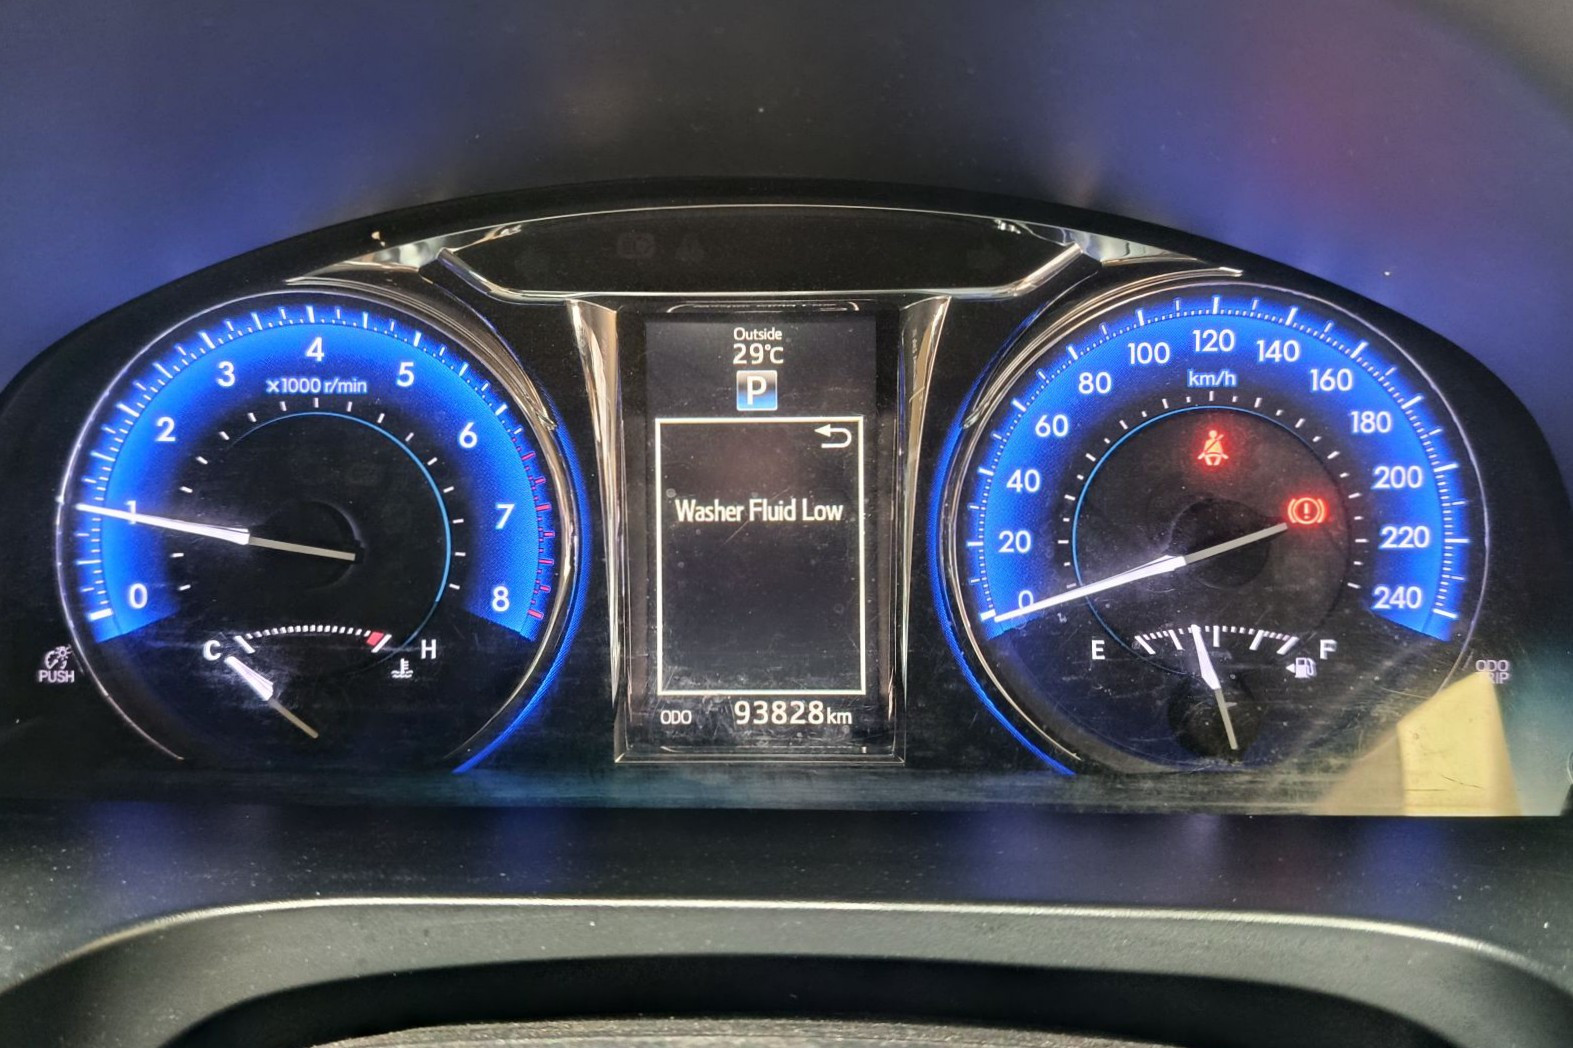 0
1
2
3
4
5
6
7
8
x1000 r/min
C
H
PUSH
Outside
29°C
P
Washer Fluid Low
ODO
93828km
0
20
40
60
80
100
120
140
160
180
200
220
240
km/h
!
E
F
ODO
TRIP